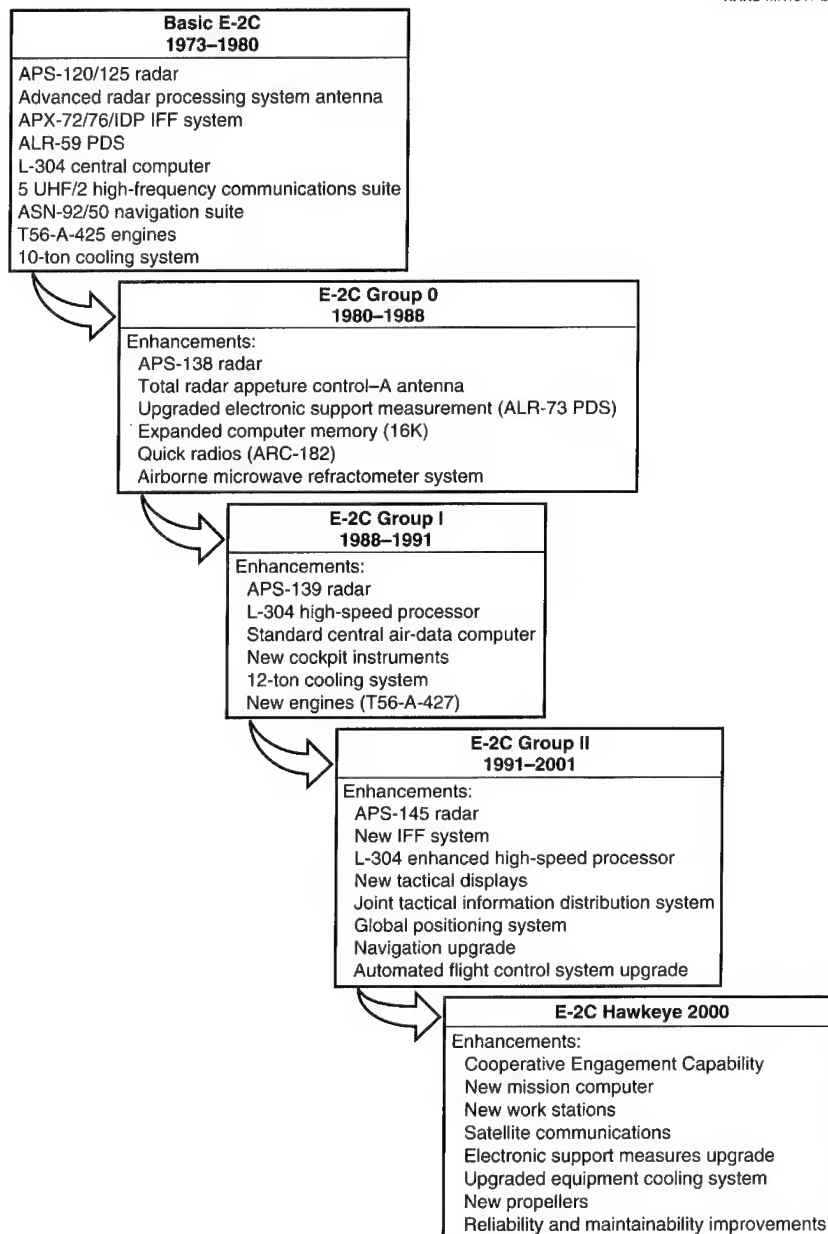 Basic E-2C
1973–1980
APS-120/125 radar
Advanced radar processing system antenna
APX-72/76/IDP IFF system
ALR-59 PDS
L-304 central computer
5 UHF/2 high-frequency communications suite
ASN-92/50 navigation suite
T56-A-425 engines
10-ton cooling system
E-2C Group 0
1980–1988
Enhancements:
APS-138 radar
Total radar appeture control–A antenna
Upgraded electronic support measurement (ALR-73 PDS)
Expanded computer memory (16K)
Quick radios (ARC-182)
Airborne microwave refractometer system
E-2C Group I
1988–1991
Enhancements:
APS-139 radar
L-304 high-speed processor
Standard central air-data computer
New cockpit instruments
12-ton cooling system
New engines (T56-A-427)
E-2C Group II
1991–2001
Enhancements:
APS-145 radar
New IFF system
L-304 enhanced high-speed processor
New tactical displays
Joint tactical information distribution system
Global positioning system
Navigation upgrade
Automated flight control system upgrade
E-2C Hawkeye 2000
Enhancements:
Cooperative Engagement Capability
New mission computer
New work stations
Satellite communications
Electronic support measures upgrade
Upgraded equipment cooling system
New propellers
Reliability and maintainability improvements